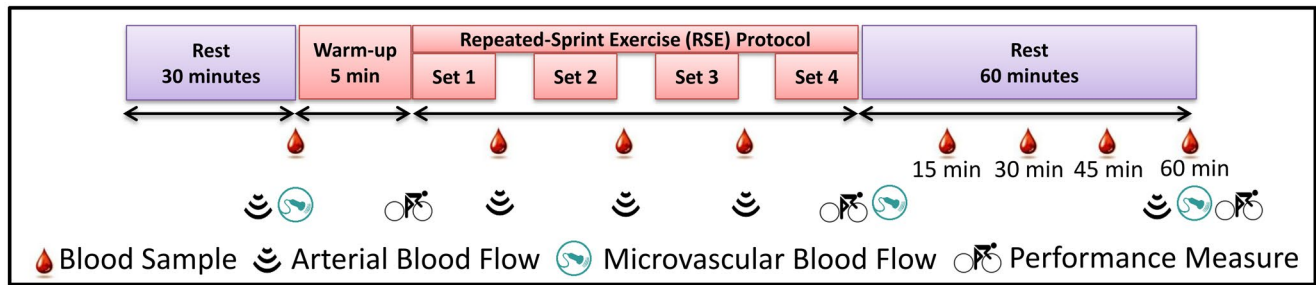 Rest
30 minutes
Warm-up
5 min
Repeated-Sprint Exercise (RSE) Protocol
Set 1
Set 2
Set 3
Set 4
Rest
60 minutes
15 min
30 min
45 min
60 min
Blood Sample
Arterial Blood Flow
Microvascular Blood Flow
Performance Measure